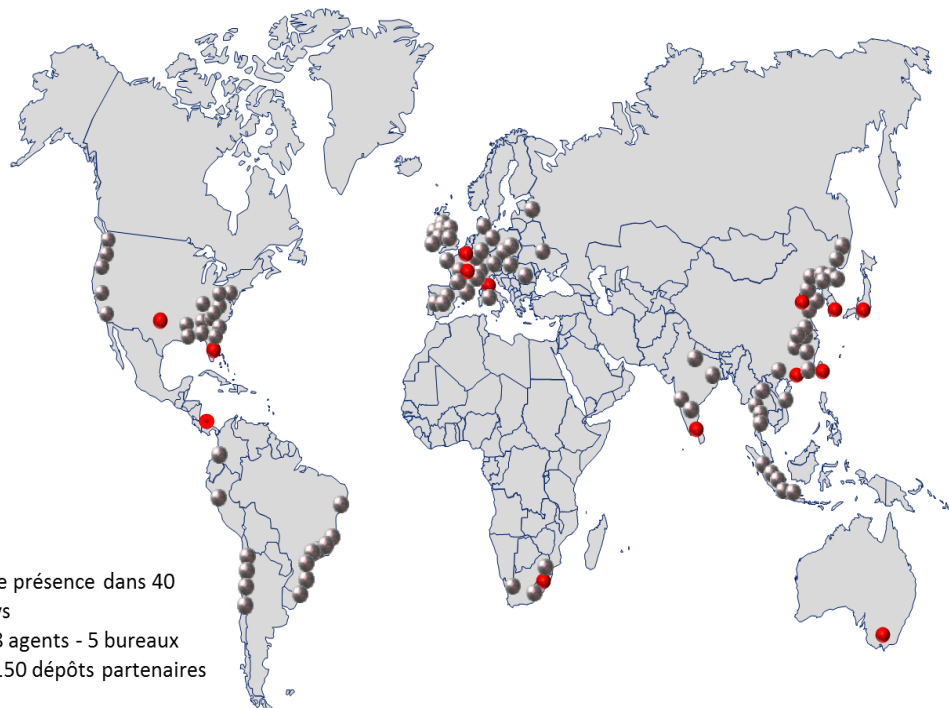 présence dans 40
agents - 5 bureaux
150 dépôts partenaires